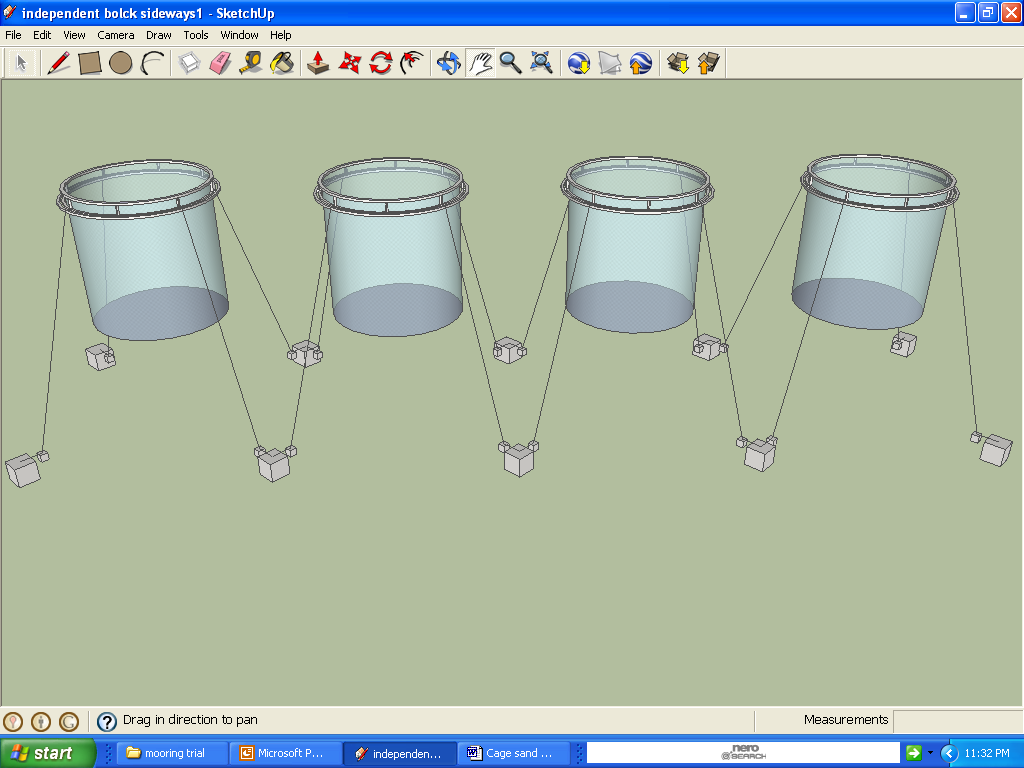 independent bolck sideways1 - SketchUp
File Edit View Camera Draw Tools Window Help
Drag in direction to pan
Measurements
start
mooring trial
Microsoft P...
independen...
Cage sand ...
nero
SEARCH
11:32 PM